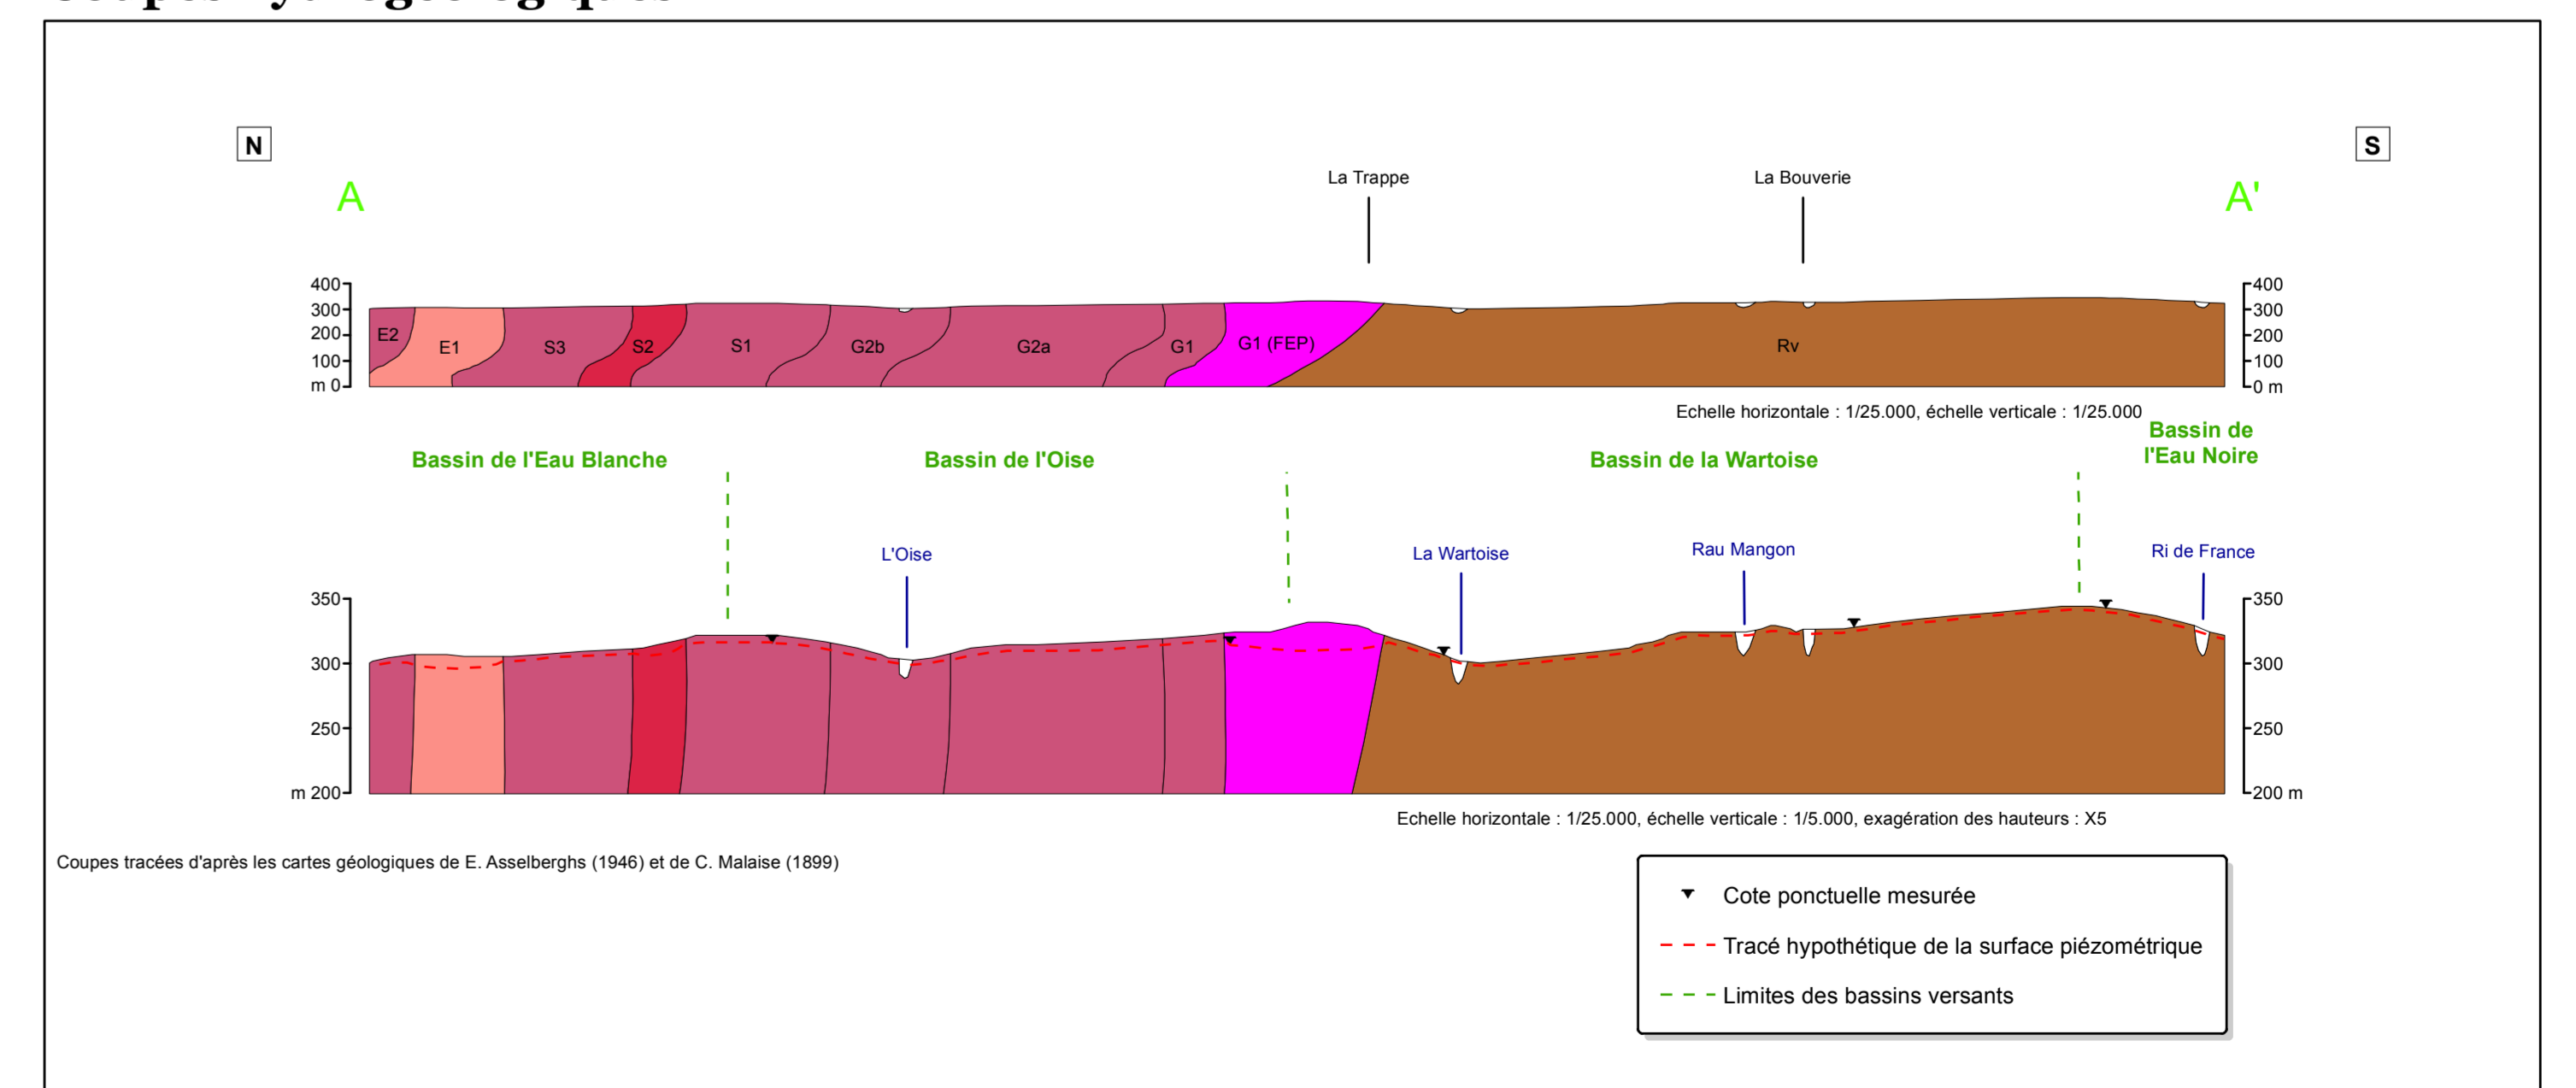 N
S
A
A'
La Trappe
La Bouverie
400
300
200
100
m 0
400
300
200
100
0 m
E2
E1
S3
S2
S1
G2b
G2a
G1
G1 (FEP)
Rv
Echelle horizontale : 1/25.000, échelle verticale : 1/25.000
Bassin de l'Eau Blanche
Bassin de l'Oise
Bassin de la Wartoise
Bassin de
l'Eau Noire
L'Oise
La Wartoise
Rau Mangon
Ri de France
350
300
250
m 200
350
300
250
200 m
Echelle horizontale : 1/25.000, échelle verticale : 1/5.000, exagération des hauteurs : X5
Coupes tracées d'après les cartes géologiques de E. Asselberghs (1946) et de C. Malaise (1899)
Cote ponctuelle mesurée
Tracé hypothétique de la surface piézométrique
Limites des bassins versants